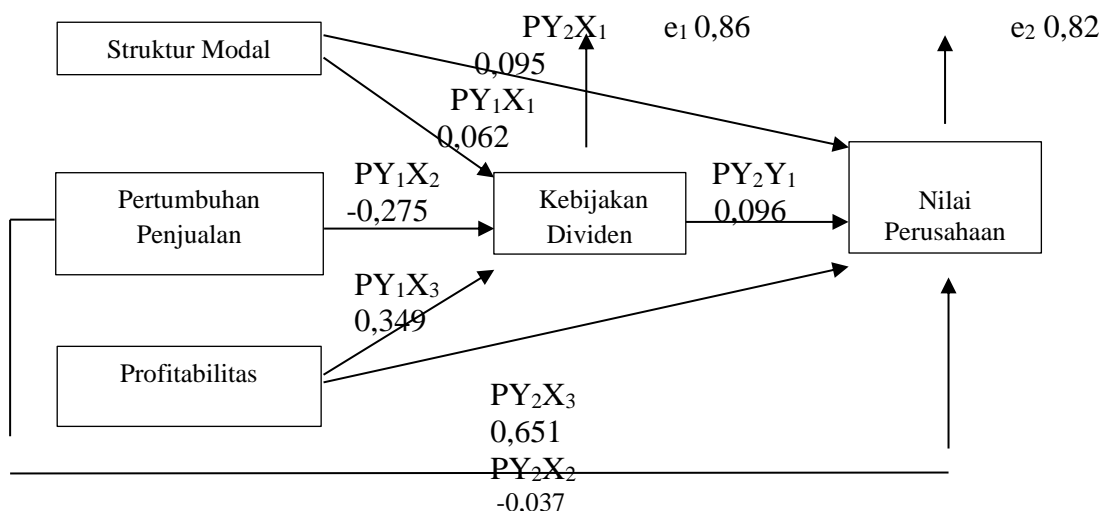 PY₂X₁ e₁ 0,86 e₂ 0,82
Struktur Modal
0,095
PY₁X₁
0,062
PY₁X₂
-0,275
PY₂Y₁
0,096
Pertumbuhan
Penjualan
Kebijakan
Dividen
Nilai
Perusahaan
PY₁X₃
0,349
Profitabilitas
PY₂X₃
0,651
PY₂X₂
-0,037